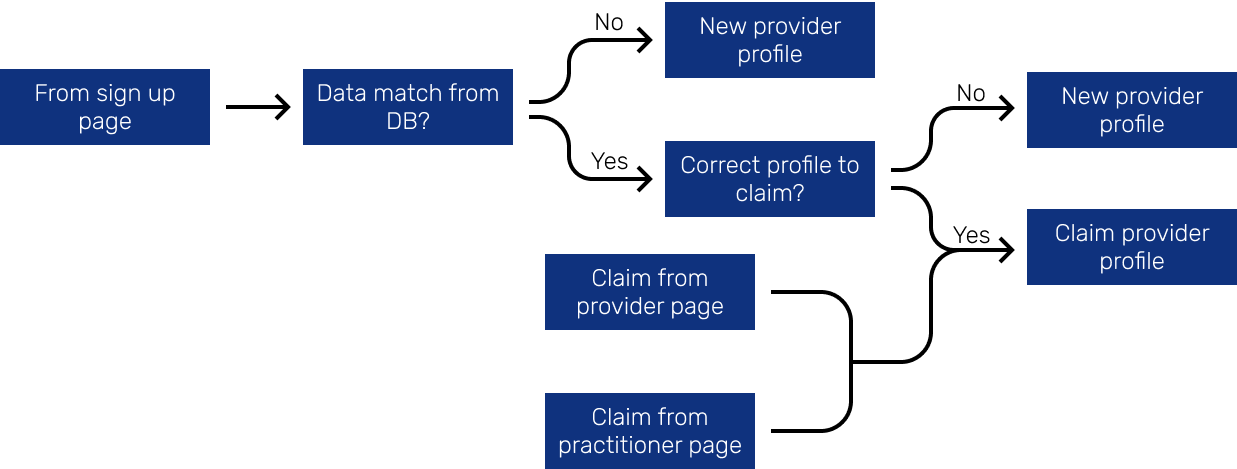 From sign up
page
Data match from
DB?
No
New provider
profile
Yes
Correct profile to
claim?
No
New provider
profile
Yes
Claim provider
profile
Claim from
provider page
Claim from
practitioner page